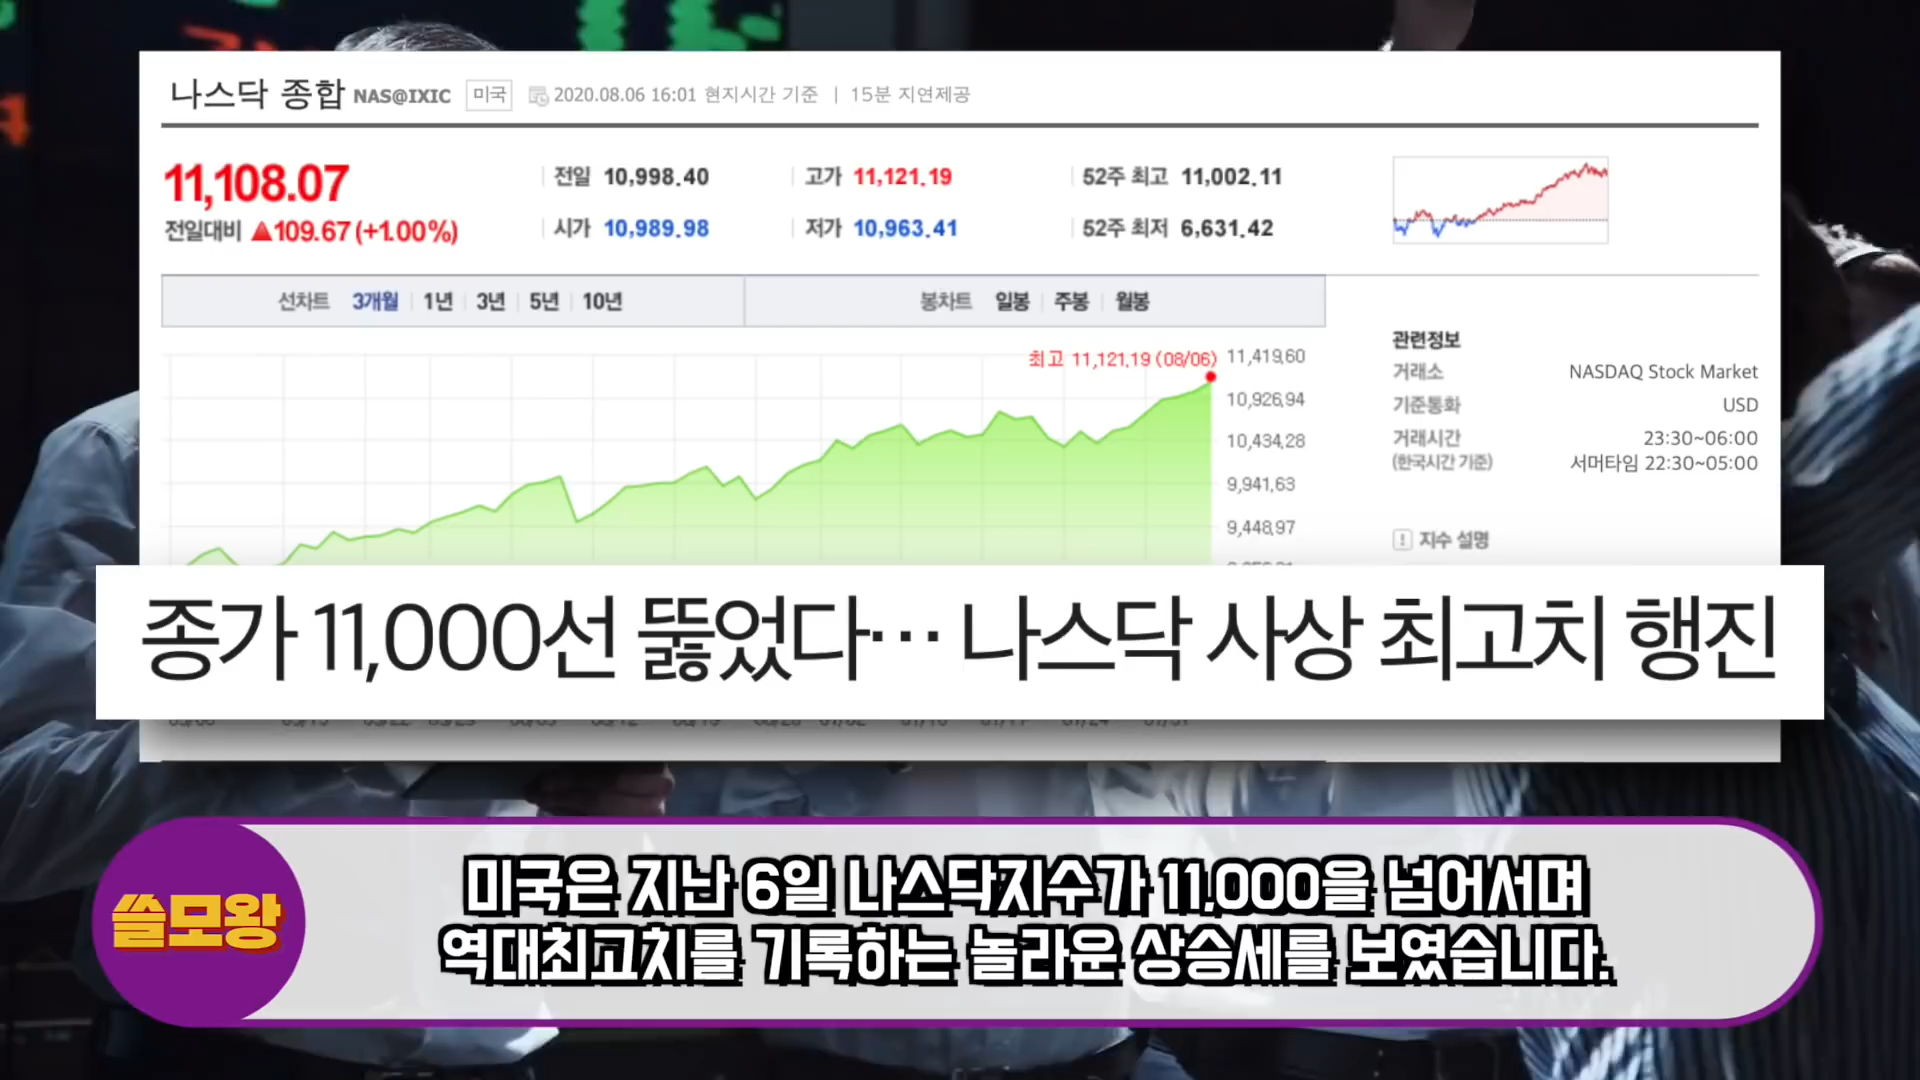 나스닥 종합 NAS@IXIC 미국 2020.08.06 16:01 현지시간 기준 | 15분 지연제공
11,108.07
전일대비 ▲109.67 (+1.00%)
전일 10,998.40 고가 11,121.19 52주 최고 11,002.11
시가 10,989.98 저가 10,963.41 52주 최저 6,631.42
선차트 3개월 1년 3년 5년 10년 봉차트 일봉 주봉 월봉
최고 11,121.19 (08/06)
11,419.60
10,926.94
10,434.28
9,941.63
9,448.97
관련정보
거래소 NASDAQ Stock Market
기준통화 USD
거래시간 23:30~06:00
(한국시간 기준) 서머타임 22:30~05:00
! 지수 설명
종가 11,000선 뚫었다… 나스닥 사상 최고치 행진
쓸모왕
미국은 지난 6일 나스닥지수가 11,000을 넘어서며
역대최고치를 기록하는 놀라운 상승세를 보였습니다.